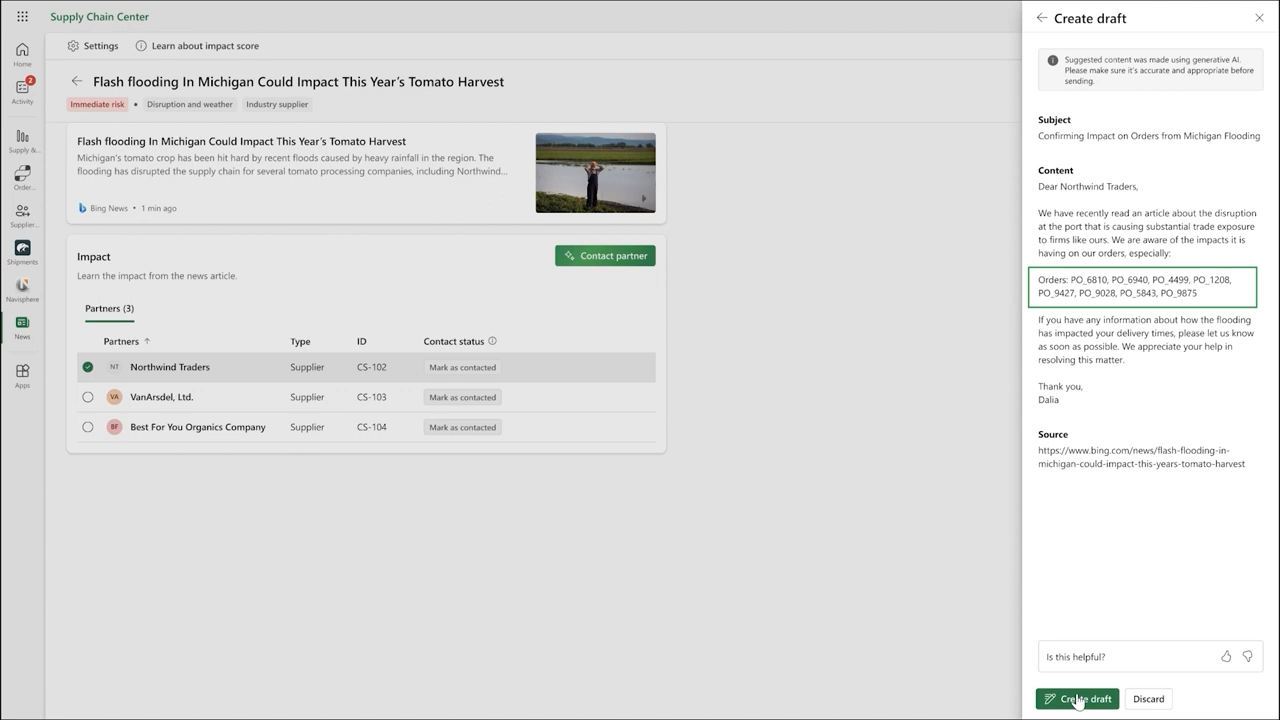 Supply Chain Center
Home
2
Activity
Supply &...
Order...
Supplier...
Shipments
Navisphere
News
Apps
Settings
Learn about impact score
Flash flooding In Michigan Could Impact This Year's Tomato Harvest
Immediate risk • Disruption and weather Industry supplier
Flash flooding In Michigan Could Impact This Year's Tomato Harvest
Michigan's tomato crop has been hit hard by recent floods caused by heavy rainfall in the region. The
flooding has disrupted the supply chain for several tomato processing companies, including Northwind...
Bing News • 1 min ago
Impact
Contact partner
Learn the impact from the news article.
Partners (3)
Partners ↑ Type ID Contact status
NT Northwind Traders Supplier CS-102 Mark as contacted
VA VanArsdel, Ltd. Supplier CS-103 Mark as contacted
BF Best For You Organics Company Supplier CS-104 Mark as contacted
Create draft
Suggested content was made using generative AI.
Please make sure it's accurate and appropriate before
sending.
Subject
Confirming Impact on Orders from Michigan Flooding
Content
Dear Northwind Traders,
We have recently read an article about the disruption
at the port that is causing substantial trade exposure
to firms like ours. We are aware of the impacts it is
having on our orders, especially:
Orders: PO_6810, PO_6940, PO_4499, PO_1208,
PO_9427, PO_9028, PO_5843, PO_9875
If you have any information about how the flooding
has impacted your delivery times, please let us know
as soon as possible. We appreciate your help in
resolving this matter.
Thank you,
Dalia
Source
https://www.bing.com/news/flash-flooding-in-
michigan-could-impact-this-years-tomato-harvest
Is this helpful?
Create draft
Discard